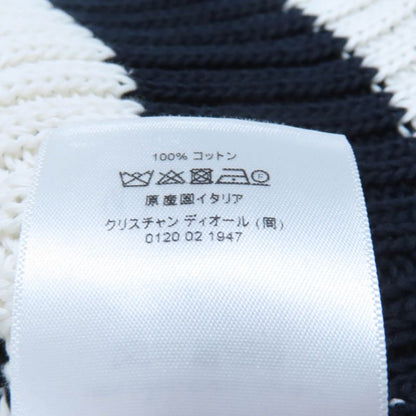 100% コットン
原産国イタリア
クリスチャン ディオール (同)
0120 02 1947